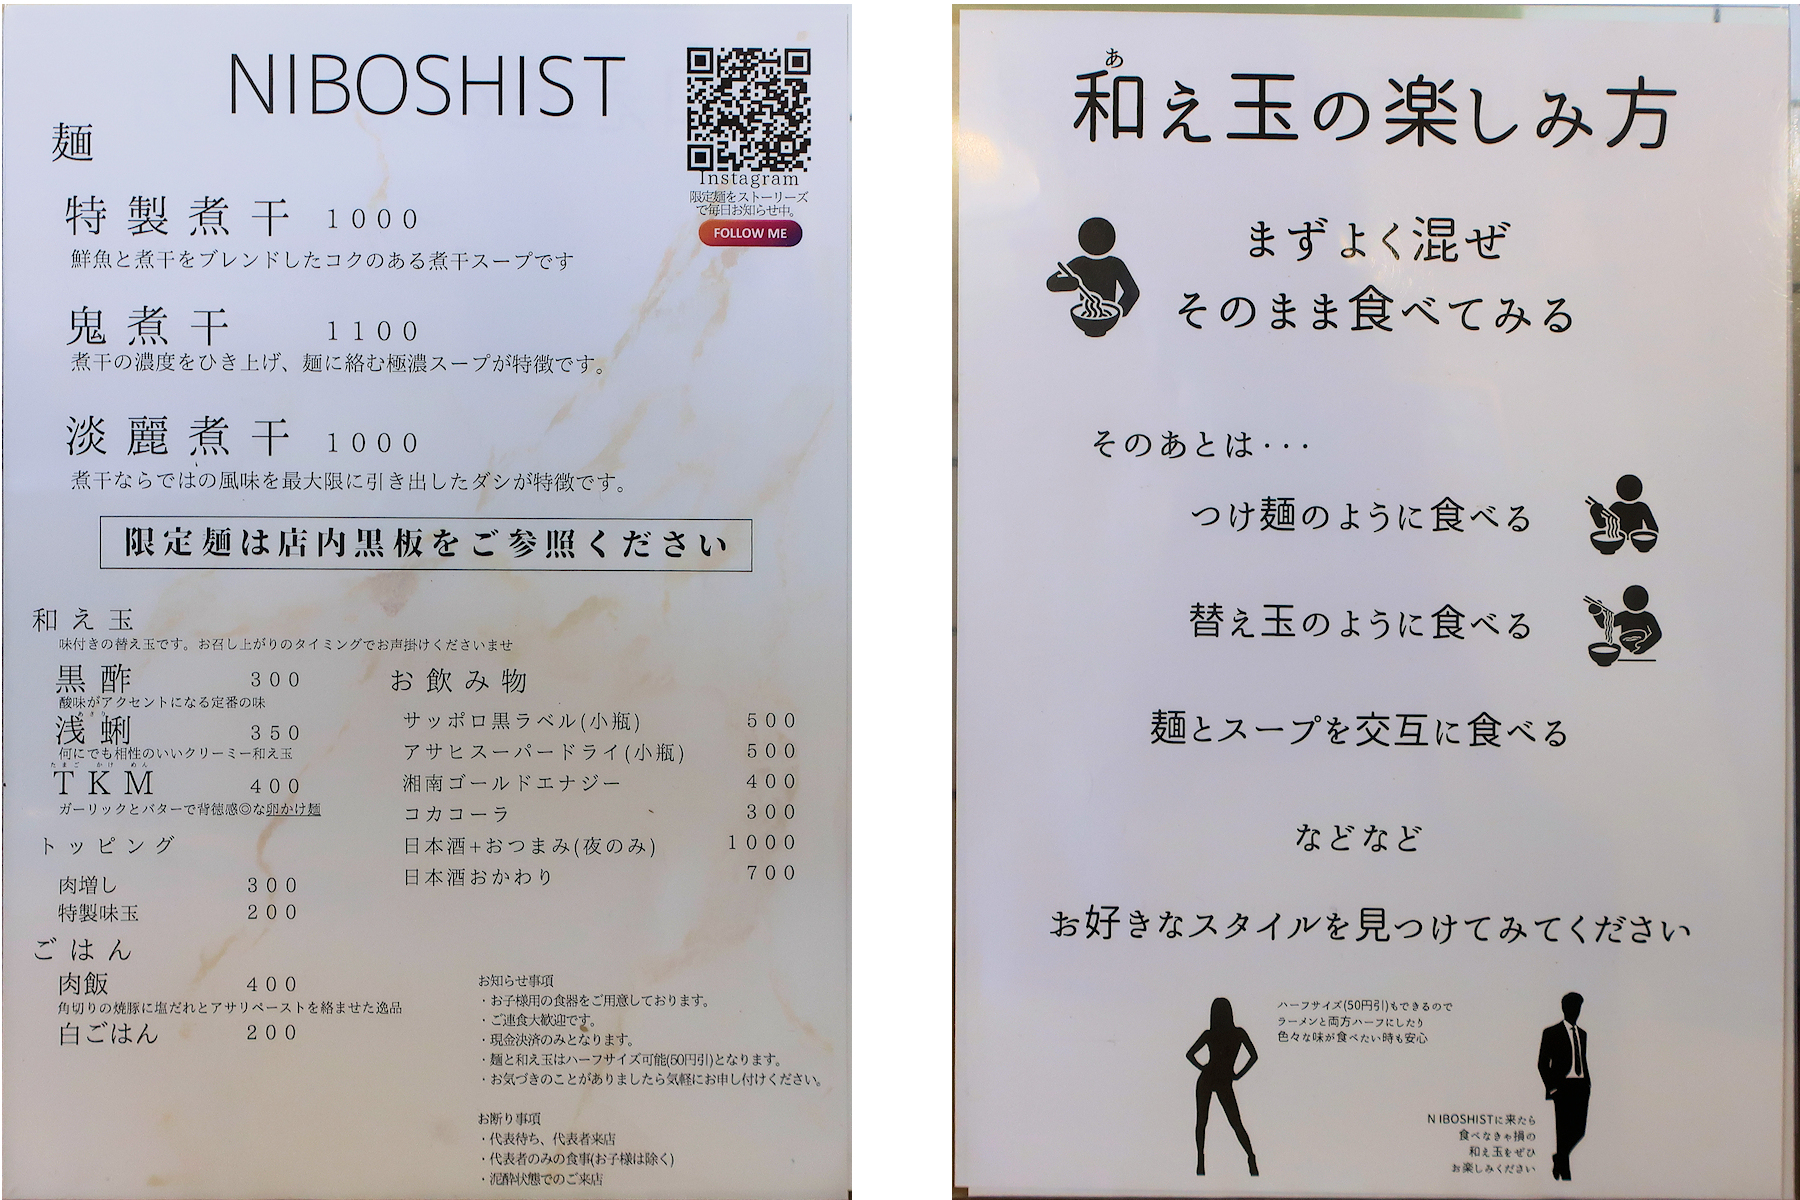 NIBOSHIST
Instagram
限定麺をストーリーズ
で毎日お知らせ中。
FOLLOW ME
麺
特製煮干 1000
鮮魚と煮干をブレンドしたコクのある煮干スープです
鬼煮干 1100
煮干の濃度をひき上げ、麺に絡む極濃スープが特徴です。
淡麗煮干 1000
煮干ならではの風味を最大限に引き出したダシが特徴です。
限定麺は店内黒板をご参照ください
和え玉
味付きの替え玉です。お召し上がりのタイミングでお声掛けくださいませ
黒酢 300
酸味がアクセントになる定番の味
あさり
浅蜊 350
何にでも相性のいいクリーミー和え玉
たまご かけ めん
TKM 400
ガーリックとバターで背徳感◎な卵かけ麺
トッピング
肉増し 300
特製味玉 200
ごはん
肉飯 400
角切りの焼豚に塩だれとアサリペーストを絡ませた逸品
白ごはん 200
お飲み物
サッポロ黒ラベル(小瓶) 500
アサヒスーパードライ(小瓶) 500
湘南ゴールドエナジー 400
コカコーラ 300
日本酒+おつまみ(夜のみ) 1000
日本酒おかわり 700
お知らせ事項
・お子様用の食器をご用意しております。
・ご連食大歓迎です。
・現金決済のみとなります。
・麺と和え玉はハーフサイズ可能(50円引)となります。
・お気づきのことがありましたら気軽にお申し付けください。
お断り事項
・代表待ち、代表者来店
・代表者のみの食事(お子様は除く)
・泥酔状態でのご来店
あ
和え玉の楽しみ方
まずよく混ぜ
そのまま食べてみる
そのあとは・・・
つけ麺のように食べる
替え玉のように食べる
麺とスープを交互に食べる
などなど
お好きなスタイルを見つけてみてください
ハーフサイズ(50円引)もできるので
ラーメンと両方ハーフにしたり
色々な味が食べたい時も安心
NIBOSHISTに来たら
食べなきゃ損の
和え玉をぜひ
お楽しみください